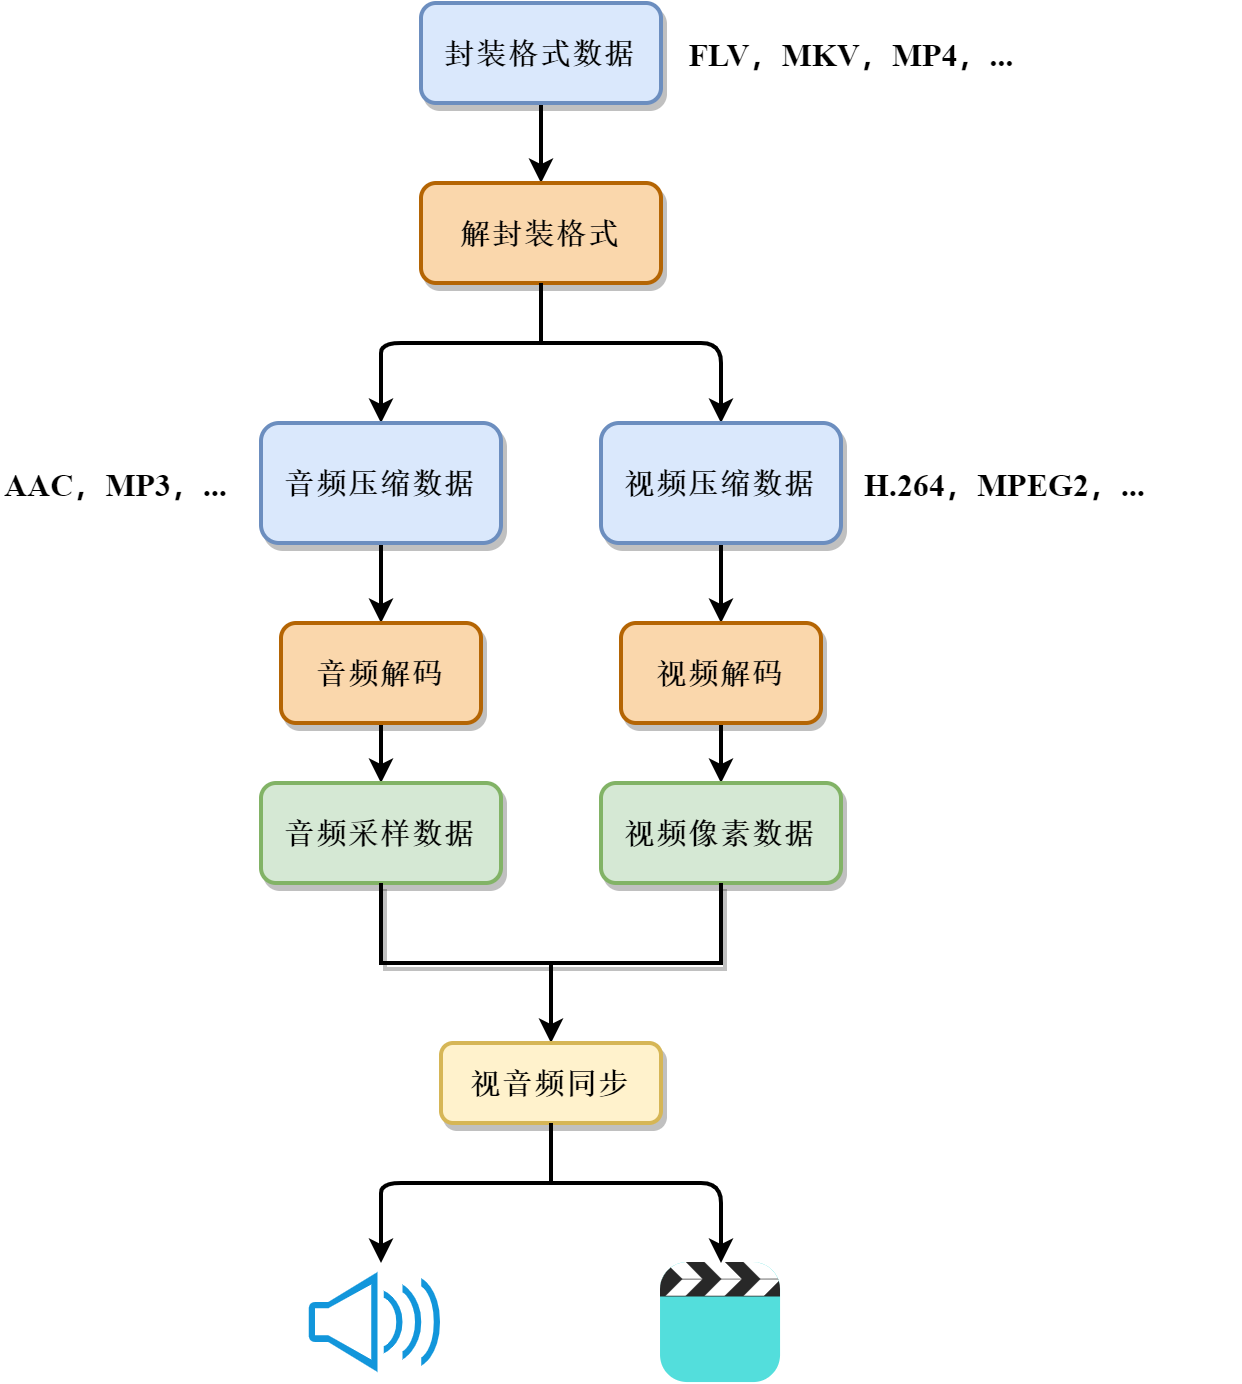 封装格式数据
FLV，MKV，MP4，...
解封装格式
AAC，MP3，...
音频压缩数据
视频压缩数据
H.264，MPEG2，...
音频解码
视频解码
音频采样数据
视频像素数据
视音频同步